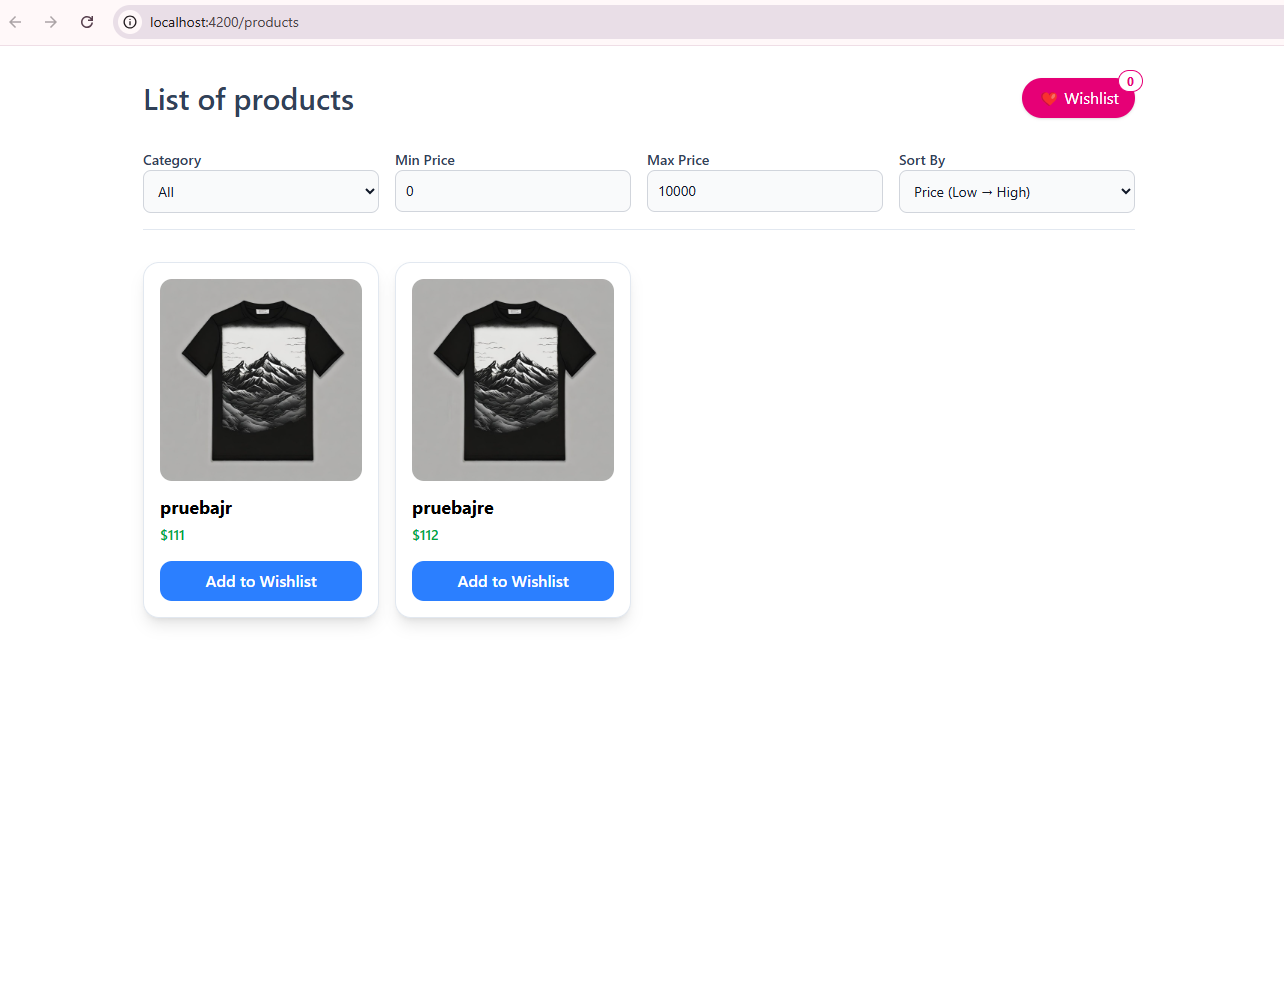 localhost:4200/products
List of products
0
Wishlist
Category
Min Price
Max Price
Sort By
All
0
10000
Price (Low → High)
pruebajr
pruebajre
$111
$112
Add to Wishlist
Add to Wishlist